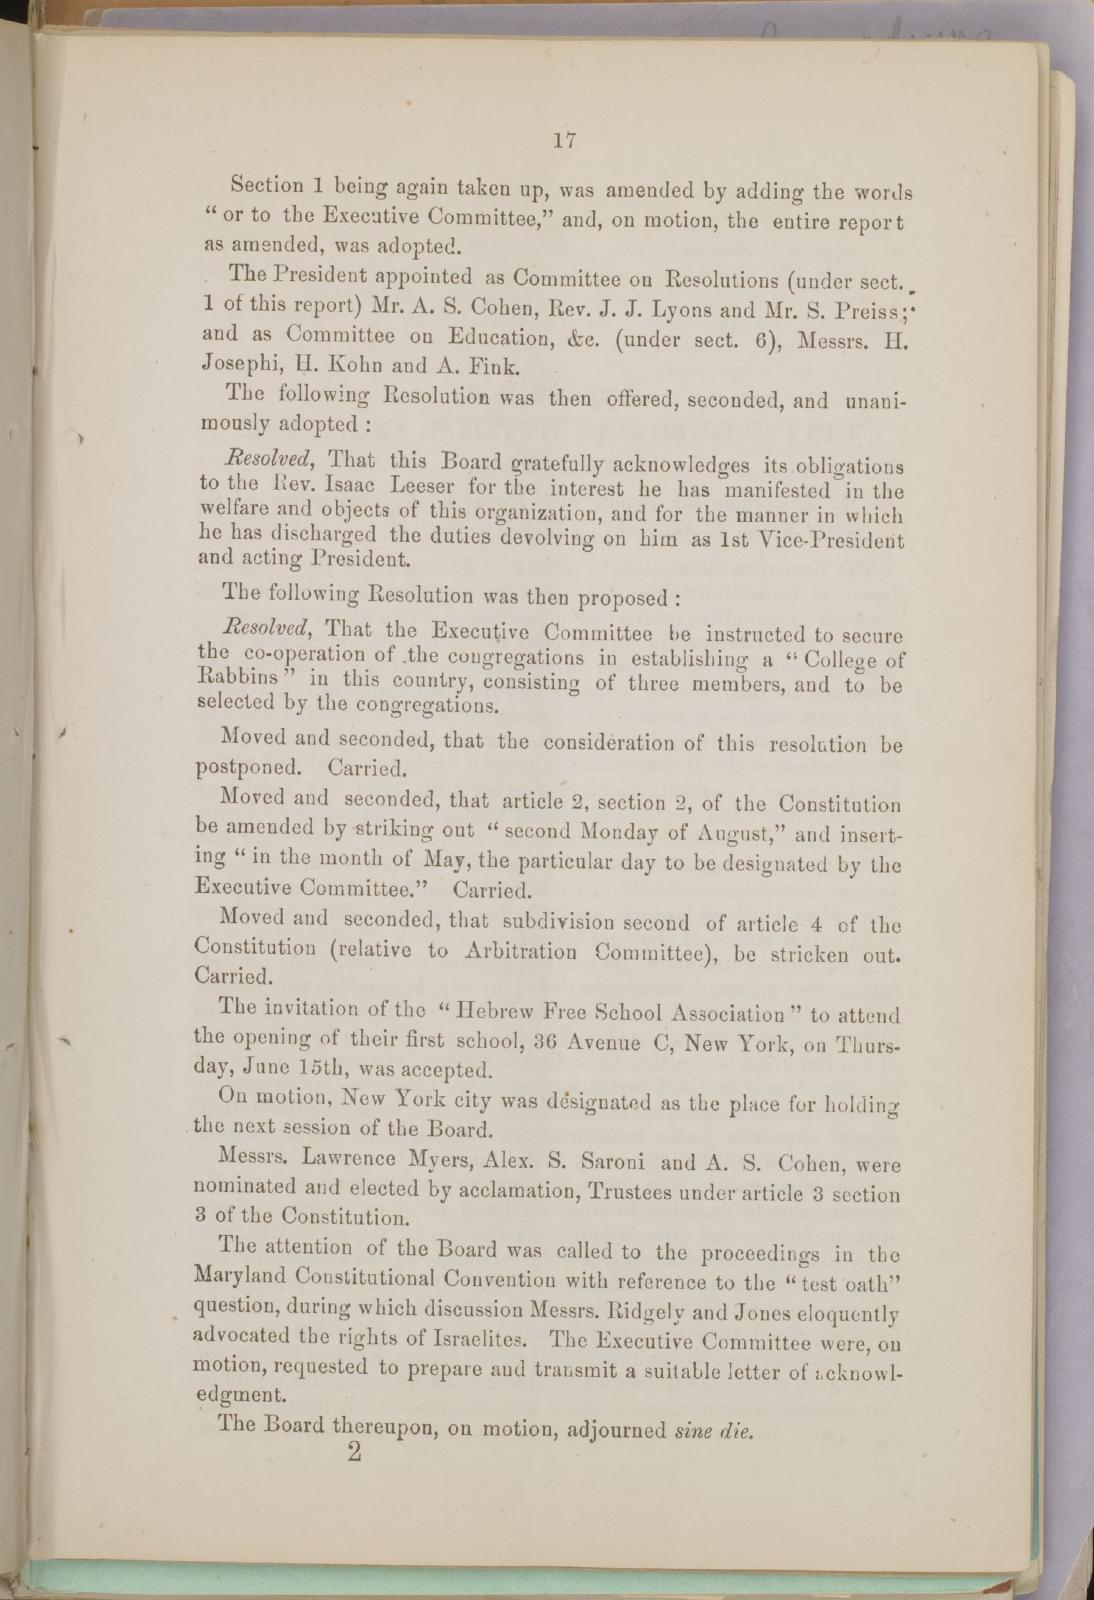 17
Section 1 being again taken up, was amended by adding the words
“ or to the Executive Committee,” and, on motion, the entire report
as amended, was adopted.
The President appointed as Committee on Resolutions (under sect.
1 of this report) Mr. A. S. Cohen, Rev. J. J. Lyons and Mr. S. Preiss;
and as Committee on Education, &c. (under sect. 6), Messrs. H.
Josephi, H. Kohn and A. Fink.
The following Resolution was then offered, seconded, and unani-
mously adopted :
Resolved, That this Board gratefully acknowledges its obligations
to the Rev. Isaac Leeser for the interest he has manifested in the
welfare and objects of this organization, and for the manner in which
he has discharged the duties devolving on him as 1st Vice-President
and acting President.
The following Resolution was then proposed :
Resolved, That the Executive Committee be instructed to secure
the co-operation of the congregations in establishing a “ College of
Rabbins ” in this country, consisting of three members, and to be
selected by the congregations.
Moved and seconded, that the consideration of this resolution be
postponed. Carried.
Moved and seconded, that article 2, section 2, of the Constitution
be amended by striking out “ second Monday of August,” and insert-
ing “ in the month of May, the particular day to be designated by the
Executive Committee.” Carried.
Moved and seconded, that subdivision second of article 4 of the
Constitution (relative to Arbitration Committee), be stricken out.
Carried.
The invitation of the “ Hebrew Free School Association ” to attend
the opening of their first school, 36 Avenue C, New York, on Thurs-
day, June 15th, was accepted.
On motion, New York city was designated as the place for holding
the next session of the Board.
Messrs. Lawrence Myers, Alex. S. Saroni and A. S. Cohen, were
nominated and elected by acclamation, Trustees under article 3 section
3 of the Constitution.
The attention of the Board was called to the proceedings in the
Maryland Constitutional Convention with reference to the “ test oath”
question, during which discussion Messrs. Ridgely and Jones eloquently
advocated the rights of Israelites. The Executive Committee were, on
motion, requested to prepare and transmit a suitable letter of acknowl-
edgment.
The Board thereupon, on motion, adjourned sine die.
2